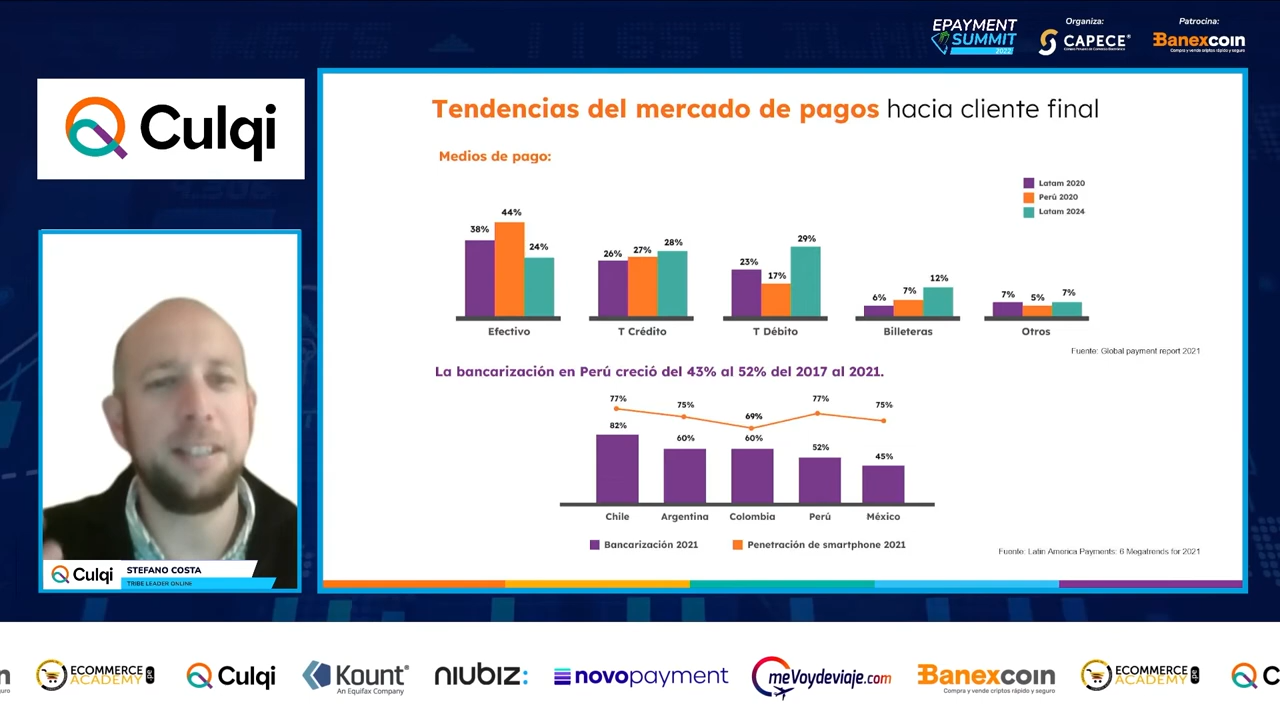 EPAYMENT
SUMMIT
2022
Organiza:
CAPECE
Patrocina:
Banexcoin
Compra y vende criptos rápido y seguro
Culqi
Tendencias del mercado de pagos hacia cliente final
Medios de pago:
Latam 2020
Perú 2020
Latam 2024
38% 44% 24%
26% 27% 28%
23% 17% 29%
6% 7% 12%
7% 5% 7%
Efectivo T Crédito T Débito Billeteras Otros
Fuente: Global payment report 2021
La bancarización en Perú creció del 43% al 52% del 2017 al 2021.
77% 75% 69% 77% 75%
82% 60% 60% 52% 45%
Chile Argentina Colombia Perú México
Bancarización 2021 Penetración de smartphone 2021
Fuente: Latin America Payments: 6 Megatrends for 2021
Culqi STEFANO COSTA
TRIBE LEADER ONLINE
ECOMMERCE
ACADEMY
Culqi
Kount®
An Equifax Company
niubiz:
novopayment
meVoydeviaje.com
Banexcoin
Compra y vende criptos rápido y seguro
ECOMMERCE
ACADEMY